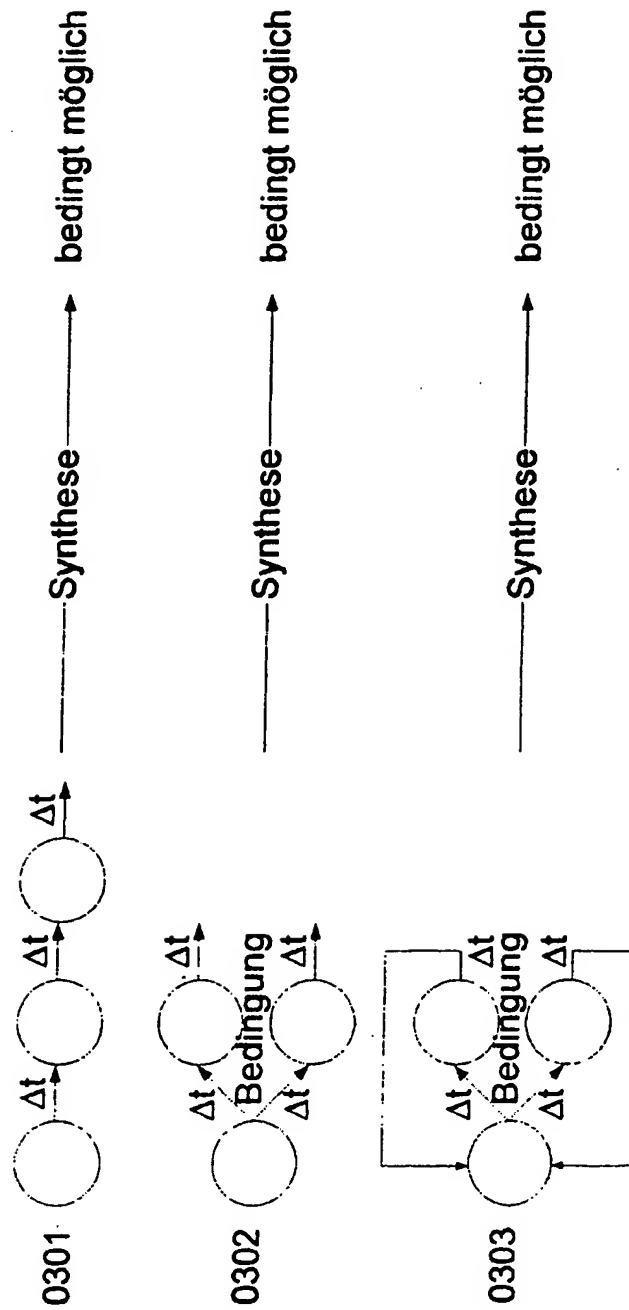 0301
Δt
Δt
Δt
Synthese
bedingt möglich
0302
Δt
Δt
Bedingung
Δt
Δt
Synthese
bedingt möglich
0303
Δt
Δt
Bedingung
Δt
Δt
Synthese
bedingt möglich